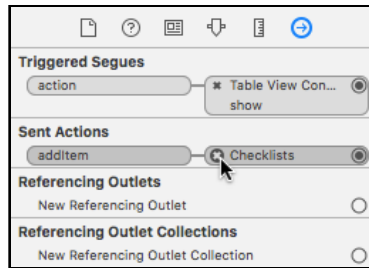 Triggered Segues
action
Table View Con...
show
Sent Actions
addItem
Checklists
Referencing Outlets
New Referencing Outlet
Referencing Outlet Collections
New Referencing Outlet Collection